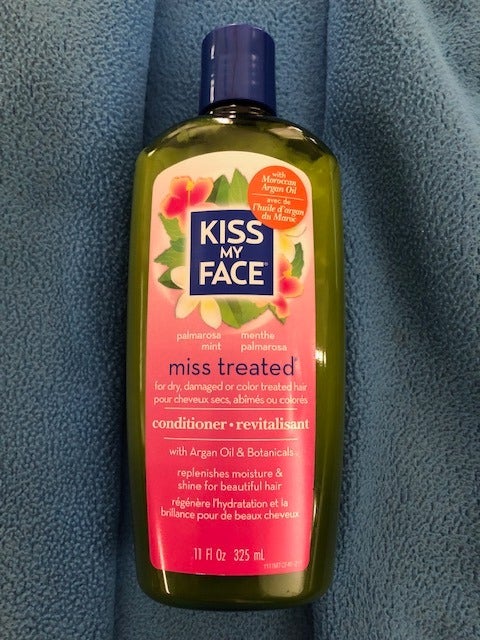 with
Moroccan
Argan Oil
avec de
l'huile d'argan
du Maroc
KISS
MY
FACE®
palmarosa
mint
menthe
palmarosa
miss treated®
for dry, damaged or color treated hair
pour cheveux secs, abîmés ou colorés
conditioner • revitalisant
with Argan Oil & Botanicals
replenishes moisture &
shine for beautiful hair
régénère l'hydratation et la
brillance pour de beaux cheveux
11 Fl Oz 325 mL